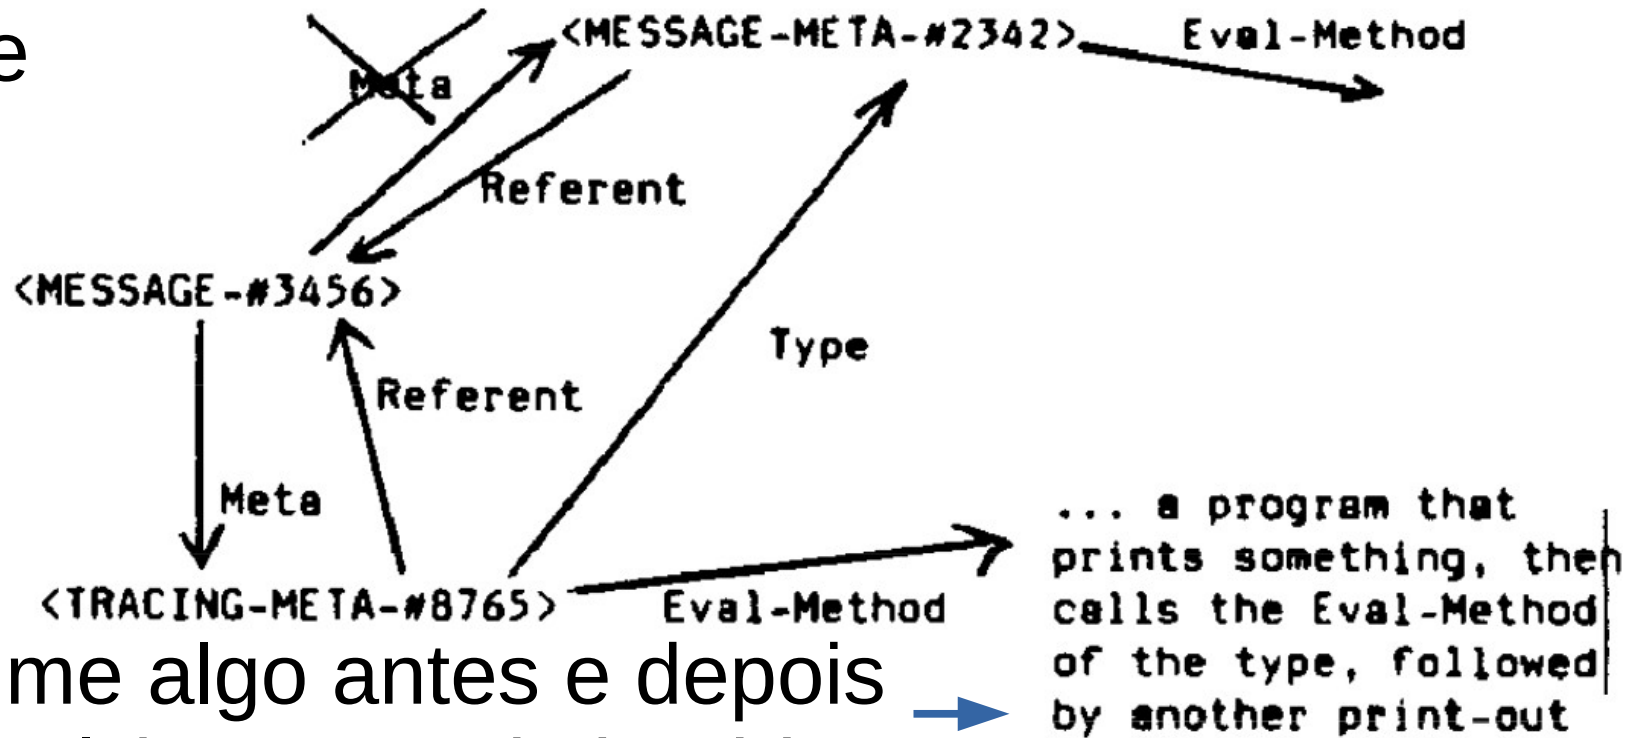 e
<MESSAGE-META-#2342>
Eval-Method
Meta
Referent
<MESSAGE-#3456>
Type
Referent
Meta
<TRACING-META-#8765>
Eval-Method
... a program that
prints something, then
calls the Eval-Method
of the type, followed
by another print-out
me algo antes e depois